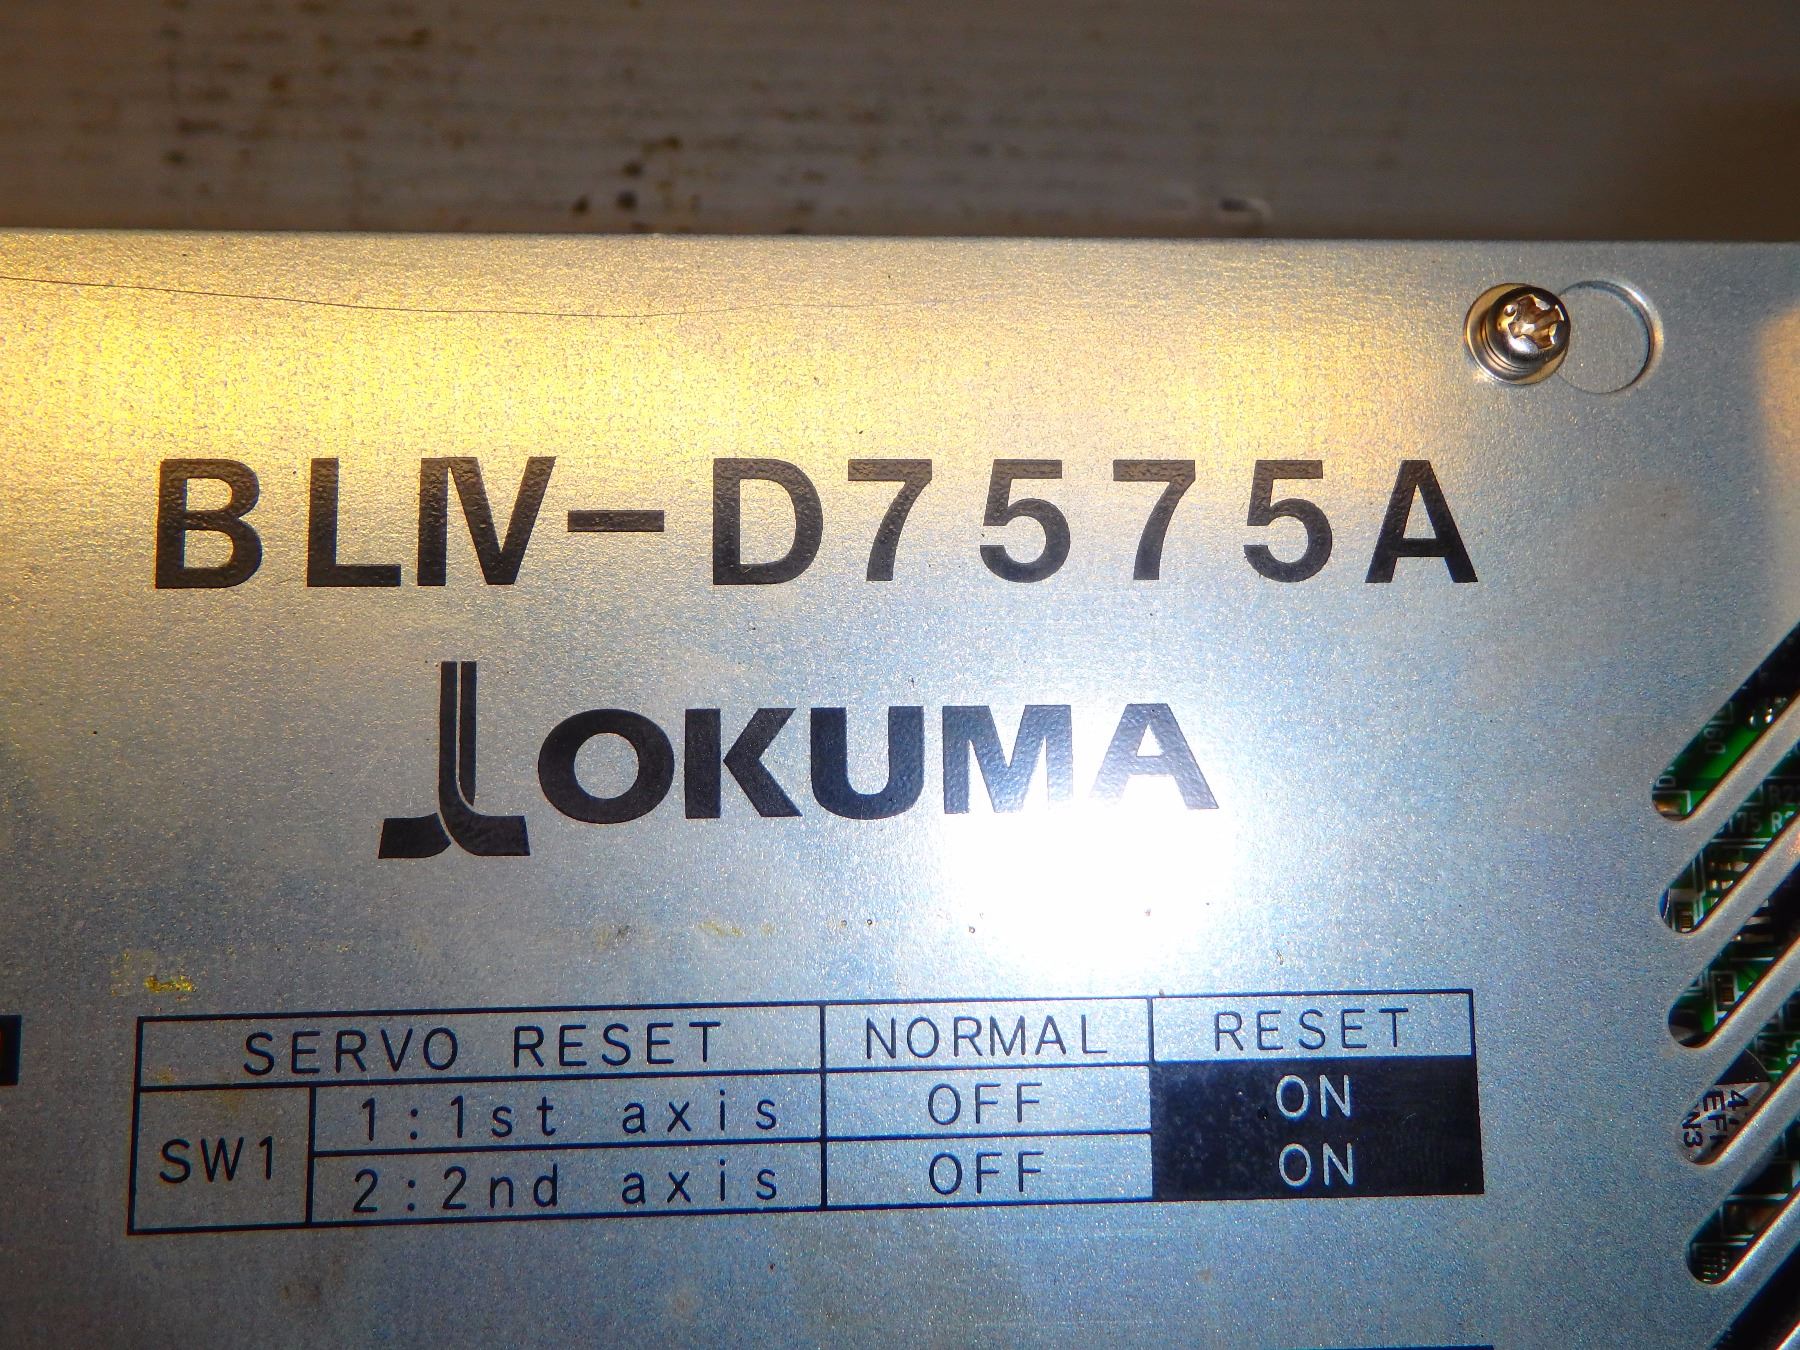 BLIV-D7575A
OKUMA
SERVO RESET NORMAL RESET
SW1 1:1st axis OFF ON
2:2nd axis OFF ON